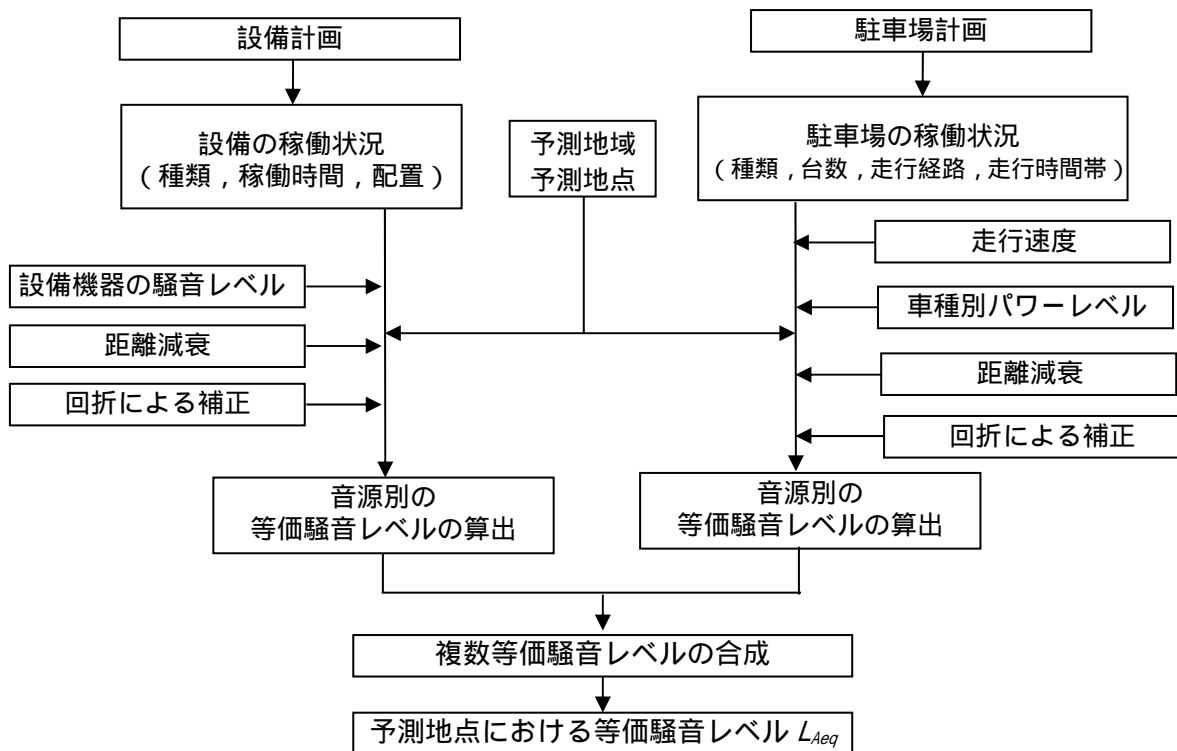 設備計画
駐車場計画
設備の稼働状況
（種類，稼働時間，配置）
予測地域
予測地点
駐車場の稼働状況
（種類，台数，走行経路，走行時間帯）
走行速度
設備機器の騒音レベル
車種別パワーレベル
距離減衰
距離減衰
回折による補正
回折による補正
音源別の
等価騒音レベルの算出
音源別の
等価騒音レベルの算出
複数等価騒音レベルの合成
予測地点における等価騒音レベル LAeq